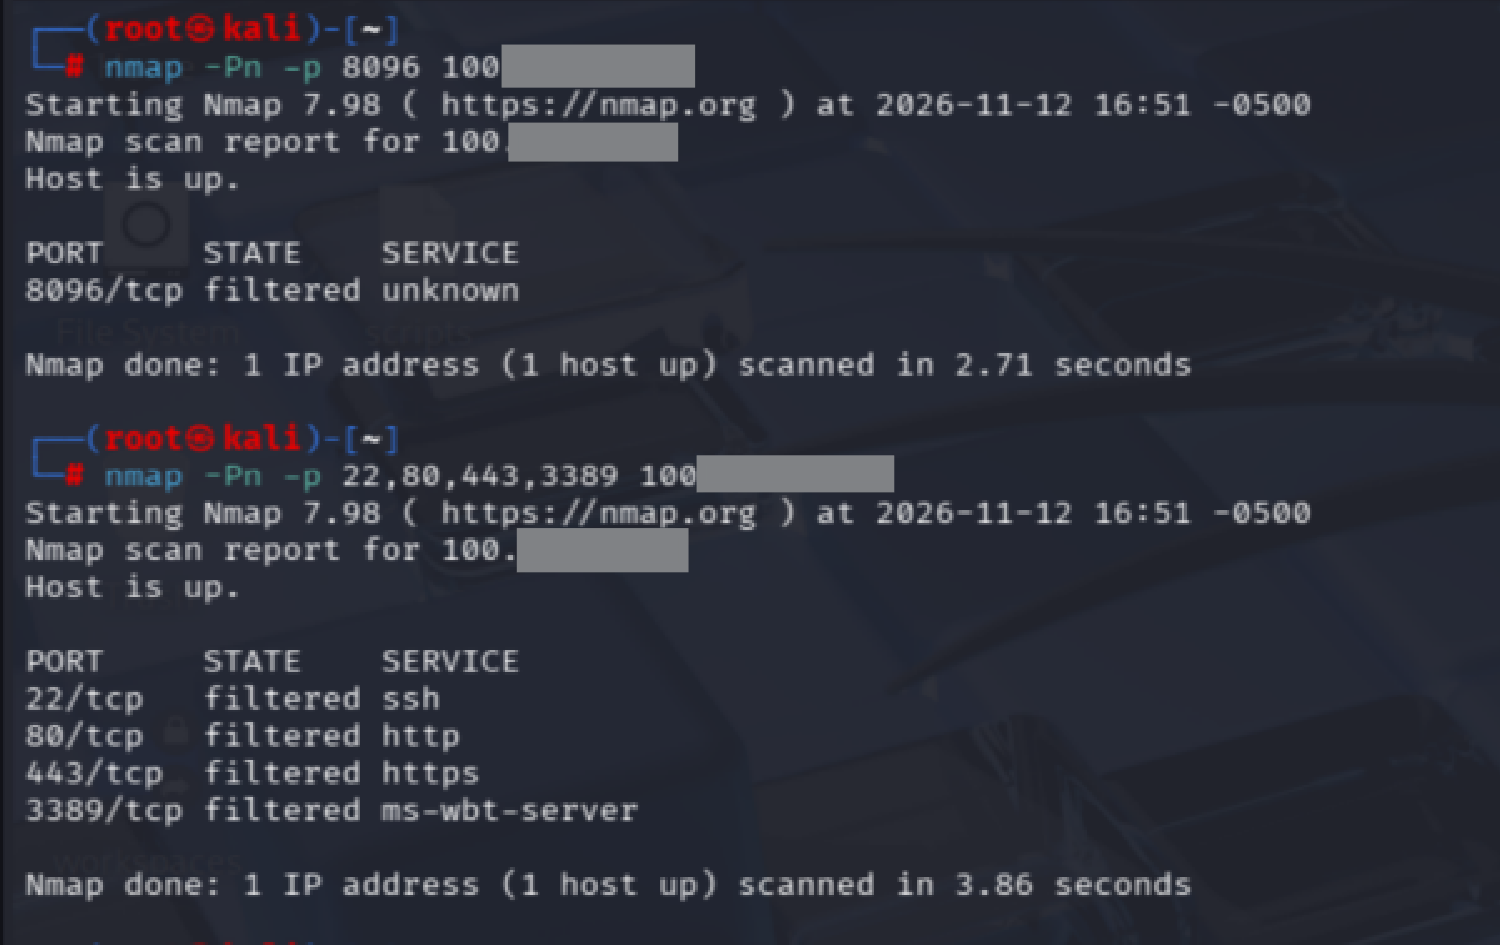 ┌──(root㉿kali)-[~]
└─# nmap -Pn -p 8096 100
Starting Nmap 7.98 ( https://nmap.org ) at 2026-11-12 16:51 -0500
Nmap scan report for 100.
Host is up.
PORT     STATE    SERVICE
8096/tcp filtered unknown
File System scripts
Nmap done: 1 IP address (1 host up) scanned in 2.71 seconds
┌──(root㉿kali)-[~]
└─# nmap -Pn -p 22,80,443,3389 100
Starting Nmap 7.98 ( https://nmap.org ) at 2026-11-12 16:51 -0500
Nmap scan report for 100.
Host is up.
PORT     STATE    SERVICE
22/tcp   filtered ssh
80/tcp   filtered http
443/tcp  filtered https
3389/tcp filtered ms-wbt-server
workspaces
Nmap done: 1 IP address (1 host up) scanned in 3.86 seconds